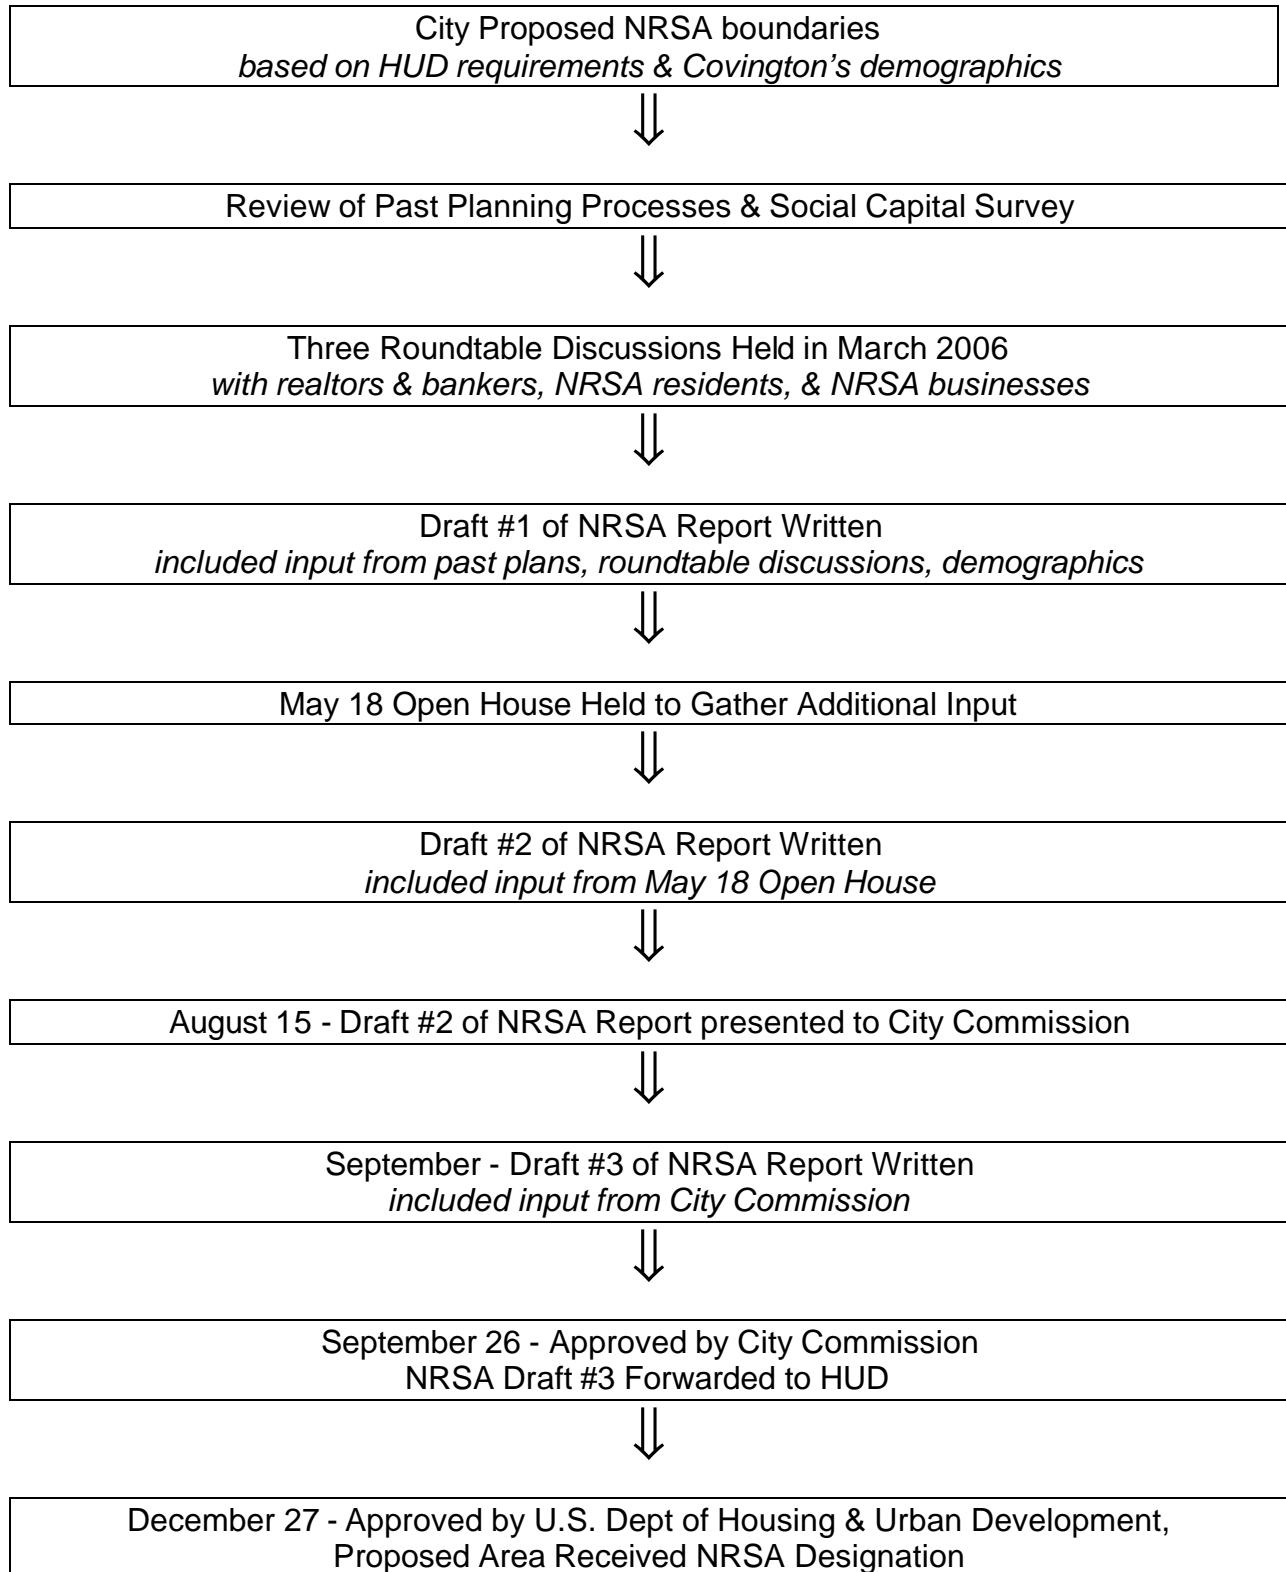 City Proposed NRSA boundaries
based on HUD requirements & Covington's demographics
Review of Past Planning Processes & Social Capital Survey
Three Roundtable Discussions Held in March 2006
with realtors & bankers, NRSA residents, & NRSA businesses
Draft #1 of NRSA Report Written
included input from past plans, roundtable discussions, demographics
May 18 Open House Held to Gather Additional Input
Draft #2 of NRSA Report Written
included input from May 18 Open House
August 15 - Draft #2 of NRSA Report presented to City Commission
September - Draft #3 of NRSA Report Written
included input from City Commission
September 26 - Approved by City Commission
NRSA Draft #3 Forwarded to HUD
December 27 - Approved by U.S. Dept of Housing & Urban Development,
Proposed Area Received NRSA Designation